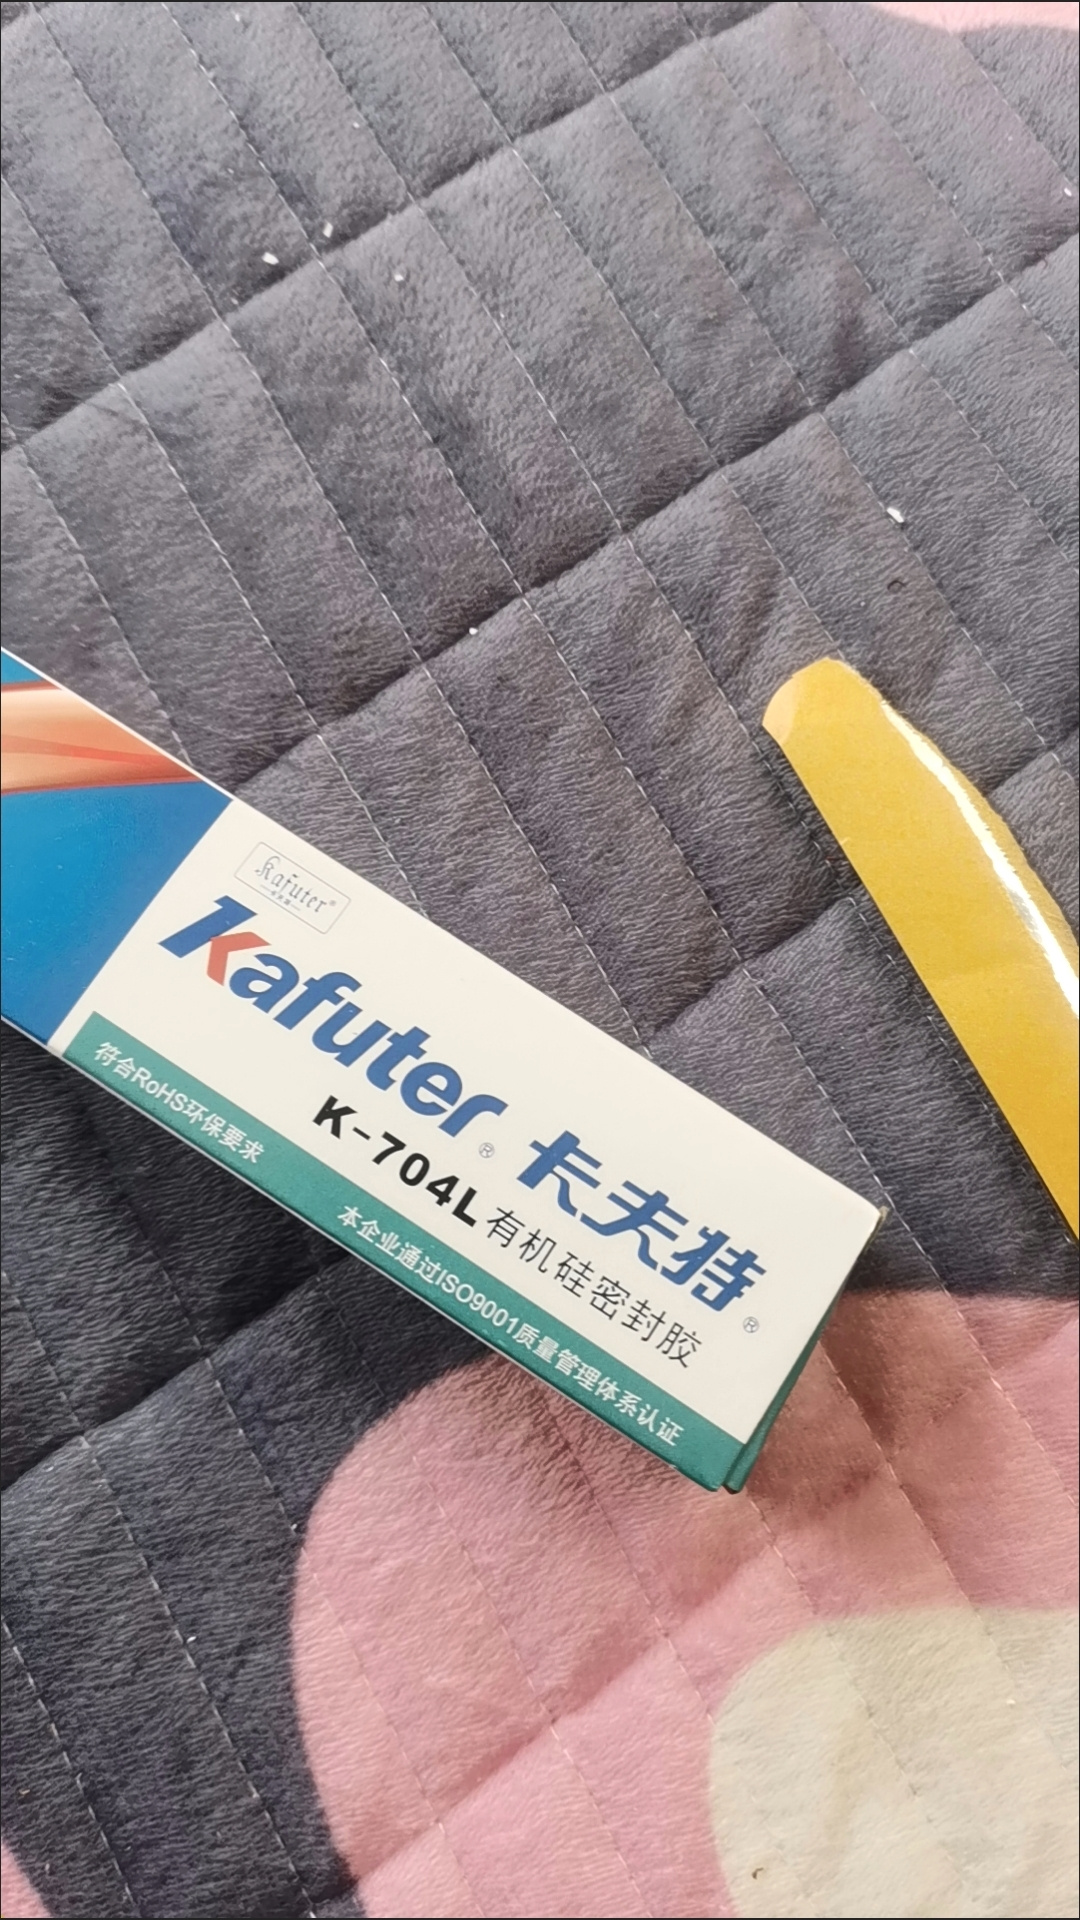 Kafuter®
Kafuter® 卡夫特®
K-704L 有机硅密封胶
符合RoHS环保要求
本企业通过ISO9001质量管理体系认证